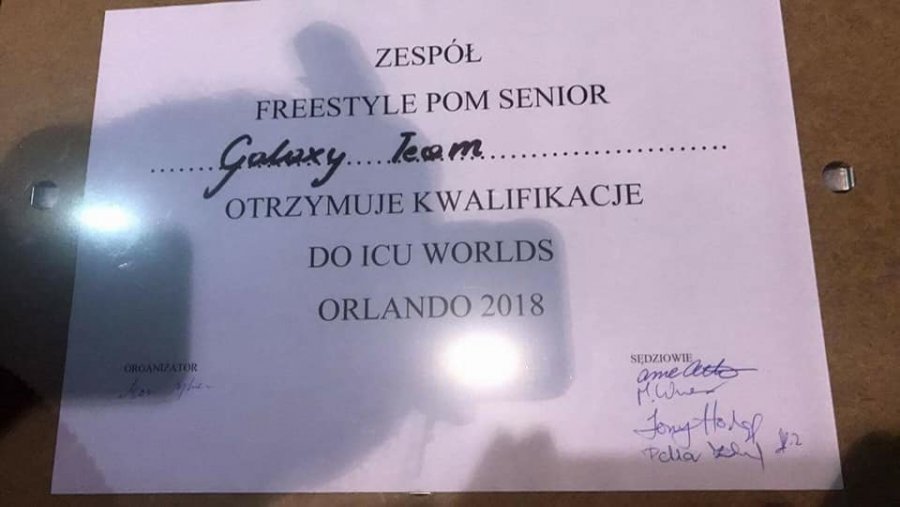 ZESPÓŁ
FREESTYLE POM SENIOR
.......Galaxy.....Team.................................
OTRZYMUJE KWALIFIKACJE
DO ICU WORLDS
ORLANDO 2018
ORGANIZATOR
SĘDZIOWIE